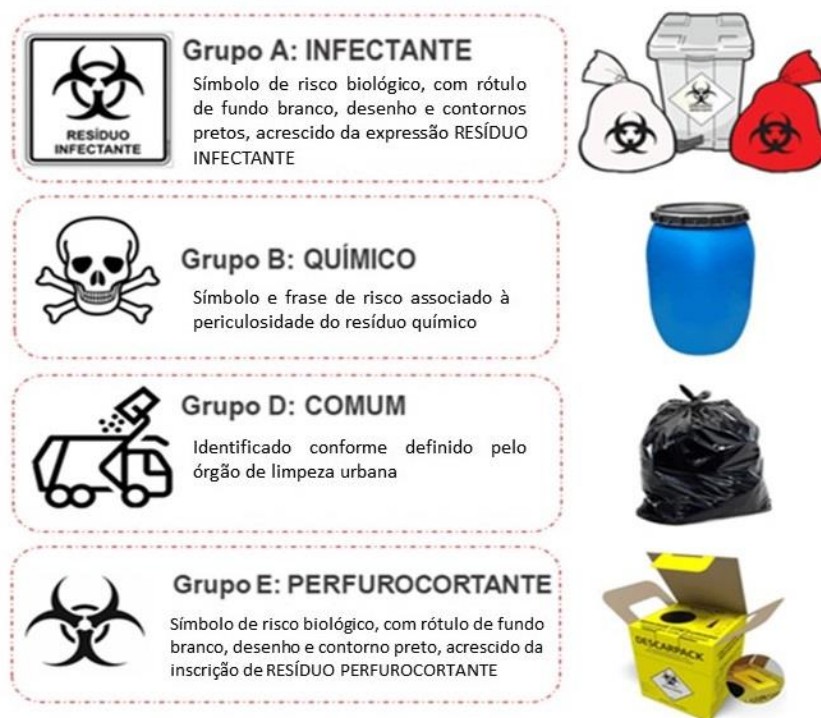 Grupo A: INFECTANTE
Símbolo de risco biológico, com rótulo
de fundo branco, desenho e contornos
pretos, acrescido da expressão RESÍDUO
INFECTANTE
RESÍDUO
INFECTANTE
Grupo B: QUÍMICO
Símbolo e frase de risco associado à
periculosidade do resíduo químico
Grupo D: COMUM
Identificado conforme definido pelo
órgão de limpeza urbana
Grupo E: PERFUROCORTANTE
Símbolo de risco biológico, com rótulo de fundo
branco, desenho e contorno preto, acrescido da
inscrição de RESÍDUO PERFUROCORTANTE
DESCARPACK